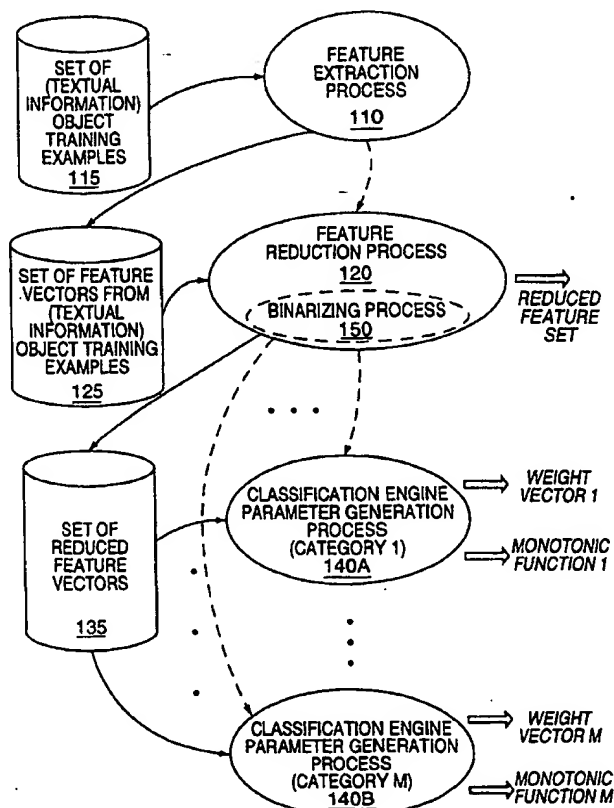 SET OF
(TEXTUAL
INFORMATION)
OBJECT
TRAINING
EXAMPLES
115
FEATURE
EXTRACTION
PROCESS
110
SET OF FEATURE
VECTORS FROM
(TEXTUAL
INFORMATION)
OBJECT TRAINING
EXAMPLES
125
FEATURE
REDUCTION PROCESS
120
BINARIZING PROCESS
150
REDUCED
FEATURE
SET
SET OF
REDUCED
FEATURE
VECTORS
135
CLASSIFICATION ENGINE
PARAMETER GENERATION
PROCESS
(CATEGORY 1)
140A
WEIGHT
VECTOR 1
MONOTONIC
FUNCTION 1
CLASSIFICATION ENGINE
PARAMETER GENERATION
PROCESS
(CATEGORY M)
140B
WEIGHT
VECTOR M
MONOTONIC
FUNCTION M